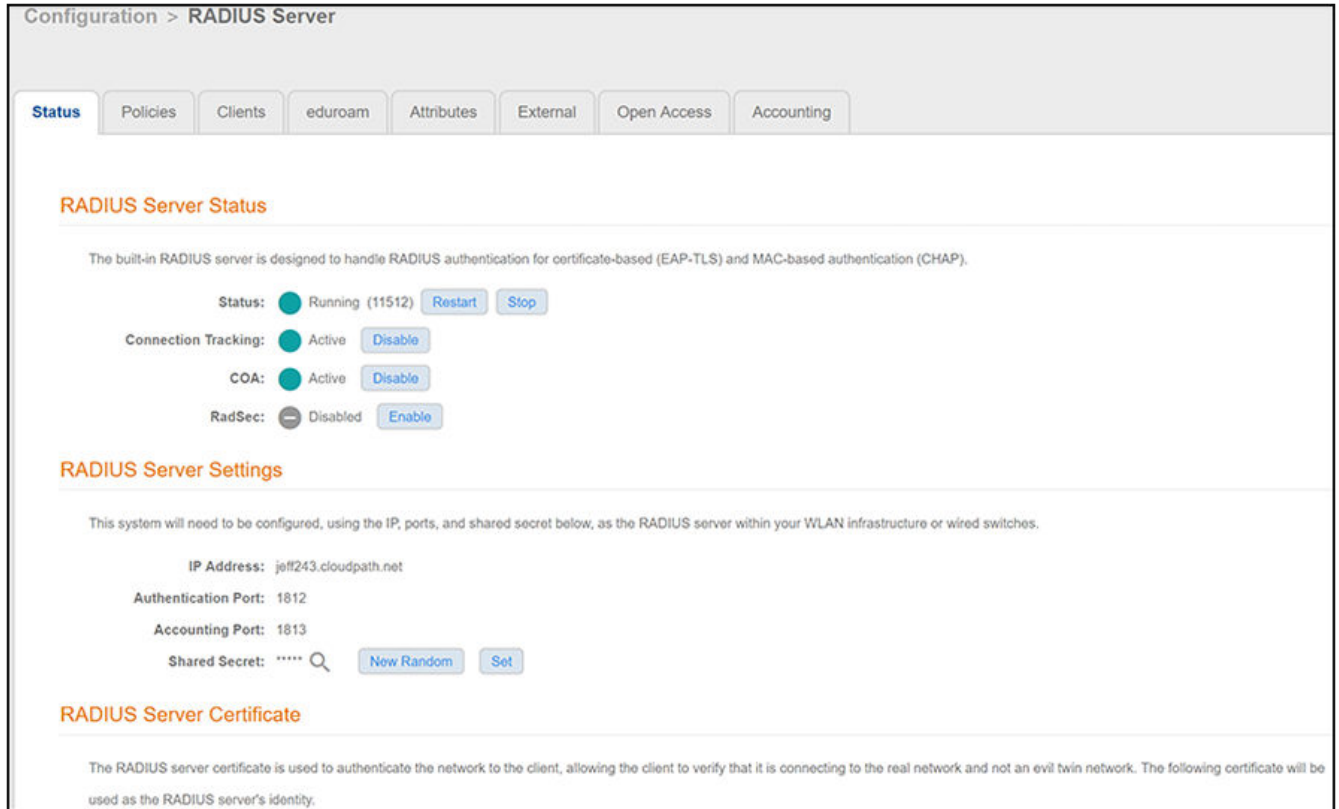 Configuration > RADIUS Server
Status Policies Clients eduroam Attributes External Open Access Accounting
RADIUS Server Status
The built-in RADIUS server is designed to handle RADIUS authentication for certificate-based (EAP-TLS) and MAC-based authentication (CHAP).
Status: Running (11512) Restart Stop
Connection Tracking: Active Disable
COA: Active Disable
RadSec: Disabled Enable
RADIUS Server Settings
This system will need to be configured, using the IP, ports, and shared secret below, as the RADIUS server within your WLAN infrastructure or wired switches.
IP Address: jeff243.cloudpath.net
Authentication Port: 1812
Accounting Port: 1813
Shared Secret: ***** New Random Set
RADIUS Server Certificate
The RADIUS server certificate is used to authenticate the network to the client, allowing the client to verify that it is connecting to the real network and not an evil twin network. The following certificate will be
used as the RADIUS server's identity.